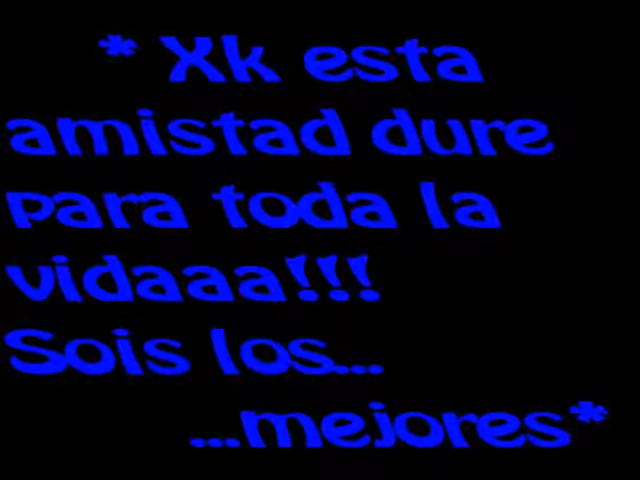 * Xk esta
amistad dure
para toda la
vidaaa!!!
Sois los...
...mejores*